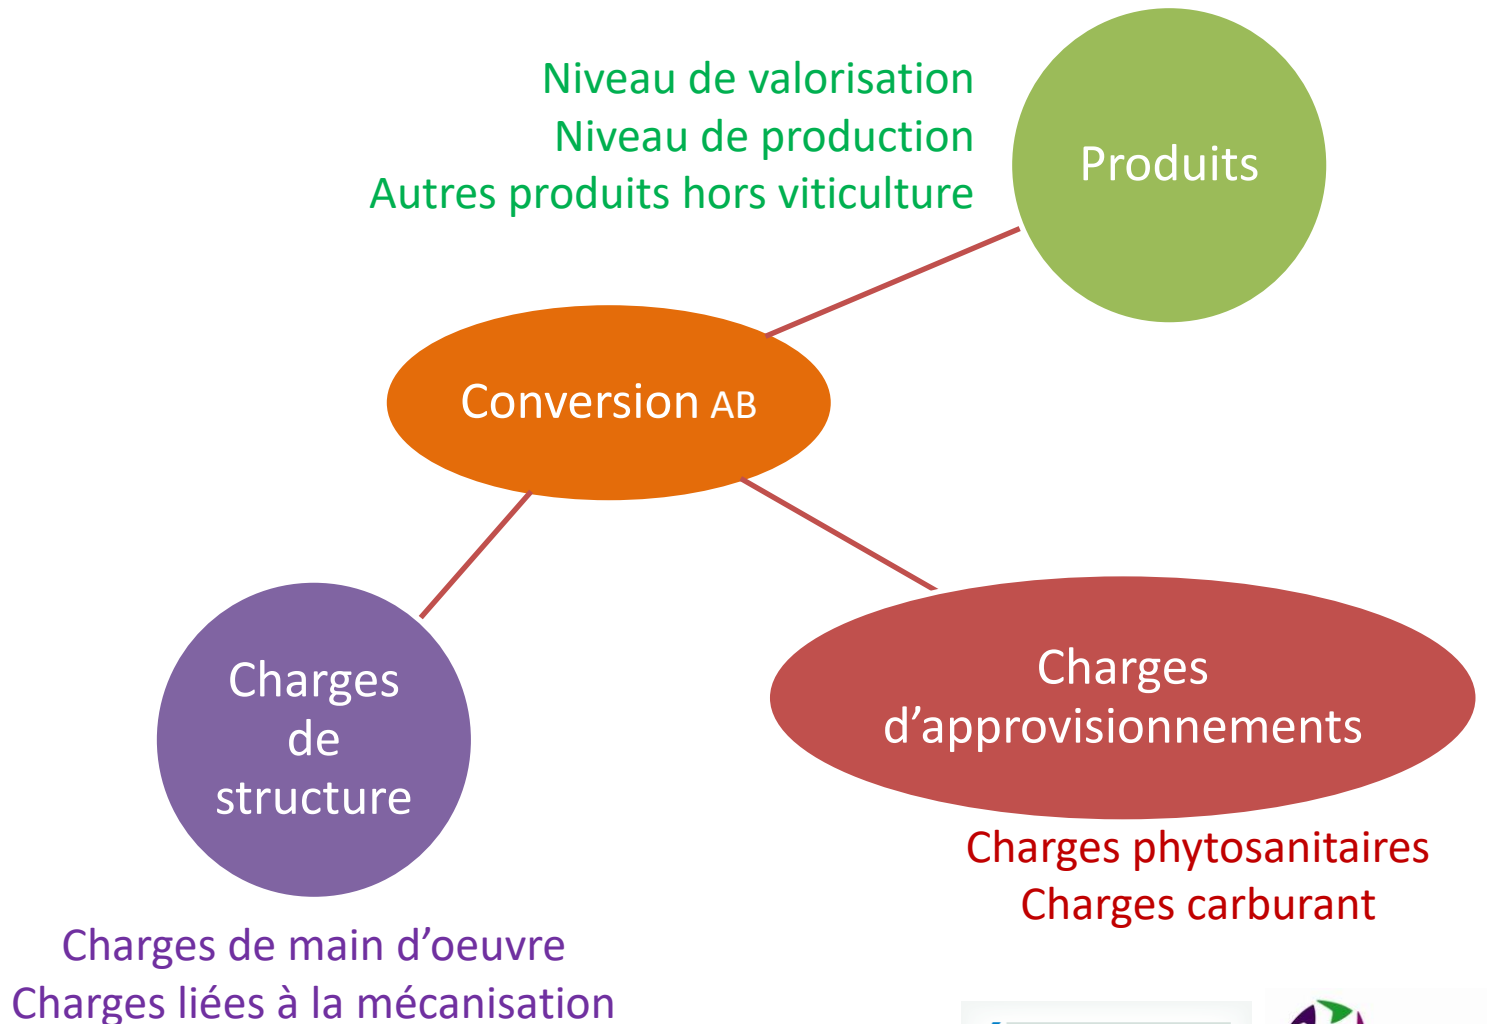 Niveau de valorisation
Niveau de production
Autres produits hors viticulture
Produits
Conversion AB
Charges
de
structure
Charges
d’approvisionnements
Charges phytosanitaires
Charges carburant
Charges de main d’oeuvre
Charges liées à la mécanisation